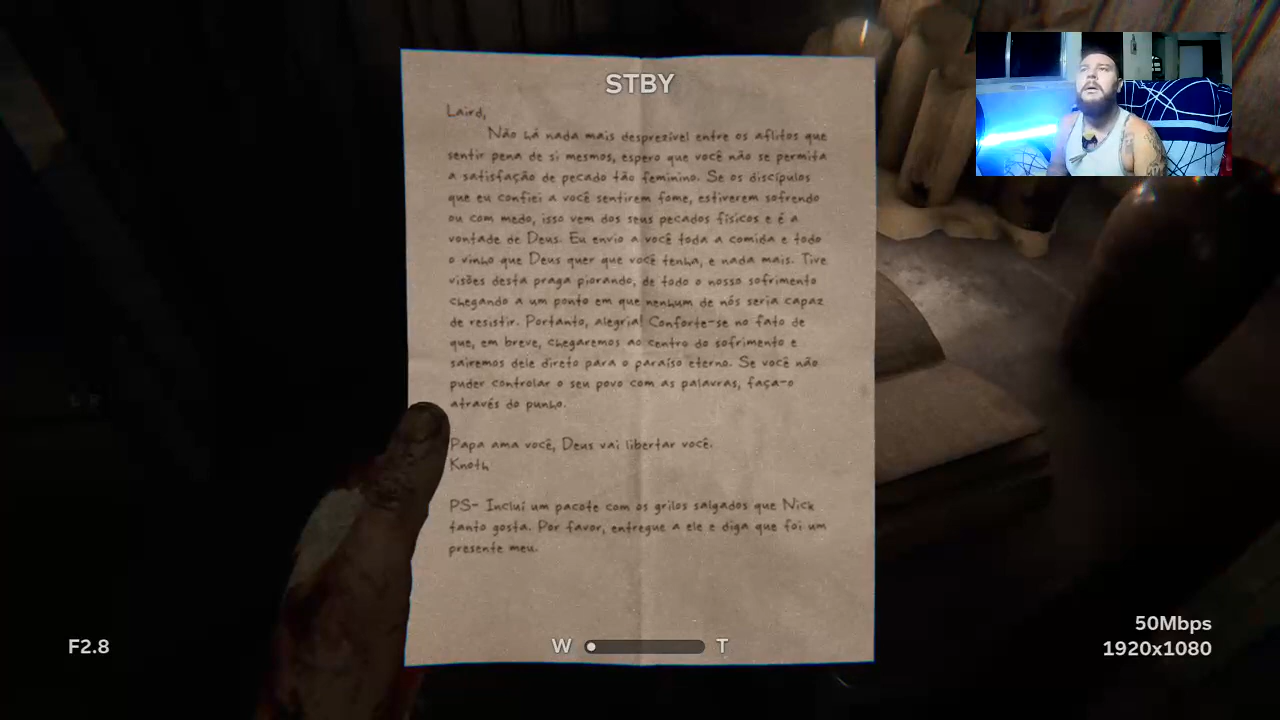 STBY
Laird,
Não há nada mais desprezível entre os aflitos que
sentir pena de si mesmos, espero que você não se permita
a satisfação de pecado tão feminino. Se os discípulos
que eu confiei a você sentirem fome, estiverem sofrendo
ou com medo, isso vem dos seus pecados físicos e é a
vontade de Deus. Eu envio a você toda a comida e todo
o vinho que Deus quer que você tenha, e nada mais. Tive
visões desta praga piorando, de todo o nosso sofrimento
chegando a um ponto em que nenhum de nós seria capaz
de resistir. Portanto, alegria! Conforte-se no fato de
que, em breve, chegaremos ao centro do sofrimento e
sairemos dele direto para o paraíso eterno. Se você não
puder controlar o seu povo com as palavras, faça-o
através do punho.
Papa ama você, Deus vai libertar você.
Knoth
PS- Incluí um pacote com os grilos salgados que Nick
tanto gosta. Por favor, entregue a ele e diga que foi um
presente meu.
F2.8
W T
50Mbps
1920x1080